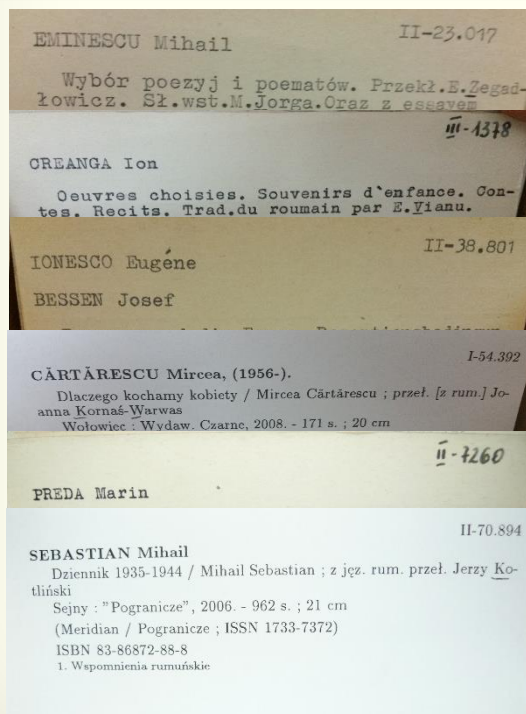 II-23.017
EMINESCU Mihail
Wybór poezyj i poematów. Przekł.E.Zegad-
łowicz. Sł.wst.M.Jorga.Oraz z essayem
III-1378
CREANGA Ion
Oeuvres choisies. Souvenirs d`enfance. Con-
tes. Recits. Trad.du roumain par E.Vianu.
II-38.801
IONESCO Eugéne
BESSEN Josef
I-54.392
CĂRTĂRESCU Mircea, (1956-).
Dlaczego kochamy kobiety / Mircea Cărtărescu ; przeł. [z rum.] Jo-
anna Kornaś-Warwas
Wołowiec : Wydaw. Czarne, 2008. - 171 s. ; 20 cm
II-7260
PREDA Marin
II-70.894
SEBASTIAN Mihail
Dziennik 1935-1944 / Mihail Sebastian ; z jęz. rum. przeł. Jerzy Ko-
tliński
Sejny : "Pogranicze", 2006. - 962 s. ; 21 cm
(Meridian / Pogranicze ; ISSN 1733-7372)
ISBN 83-86872-88-8
1. Wspomnienia rumuńskie